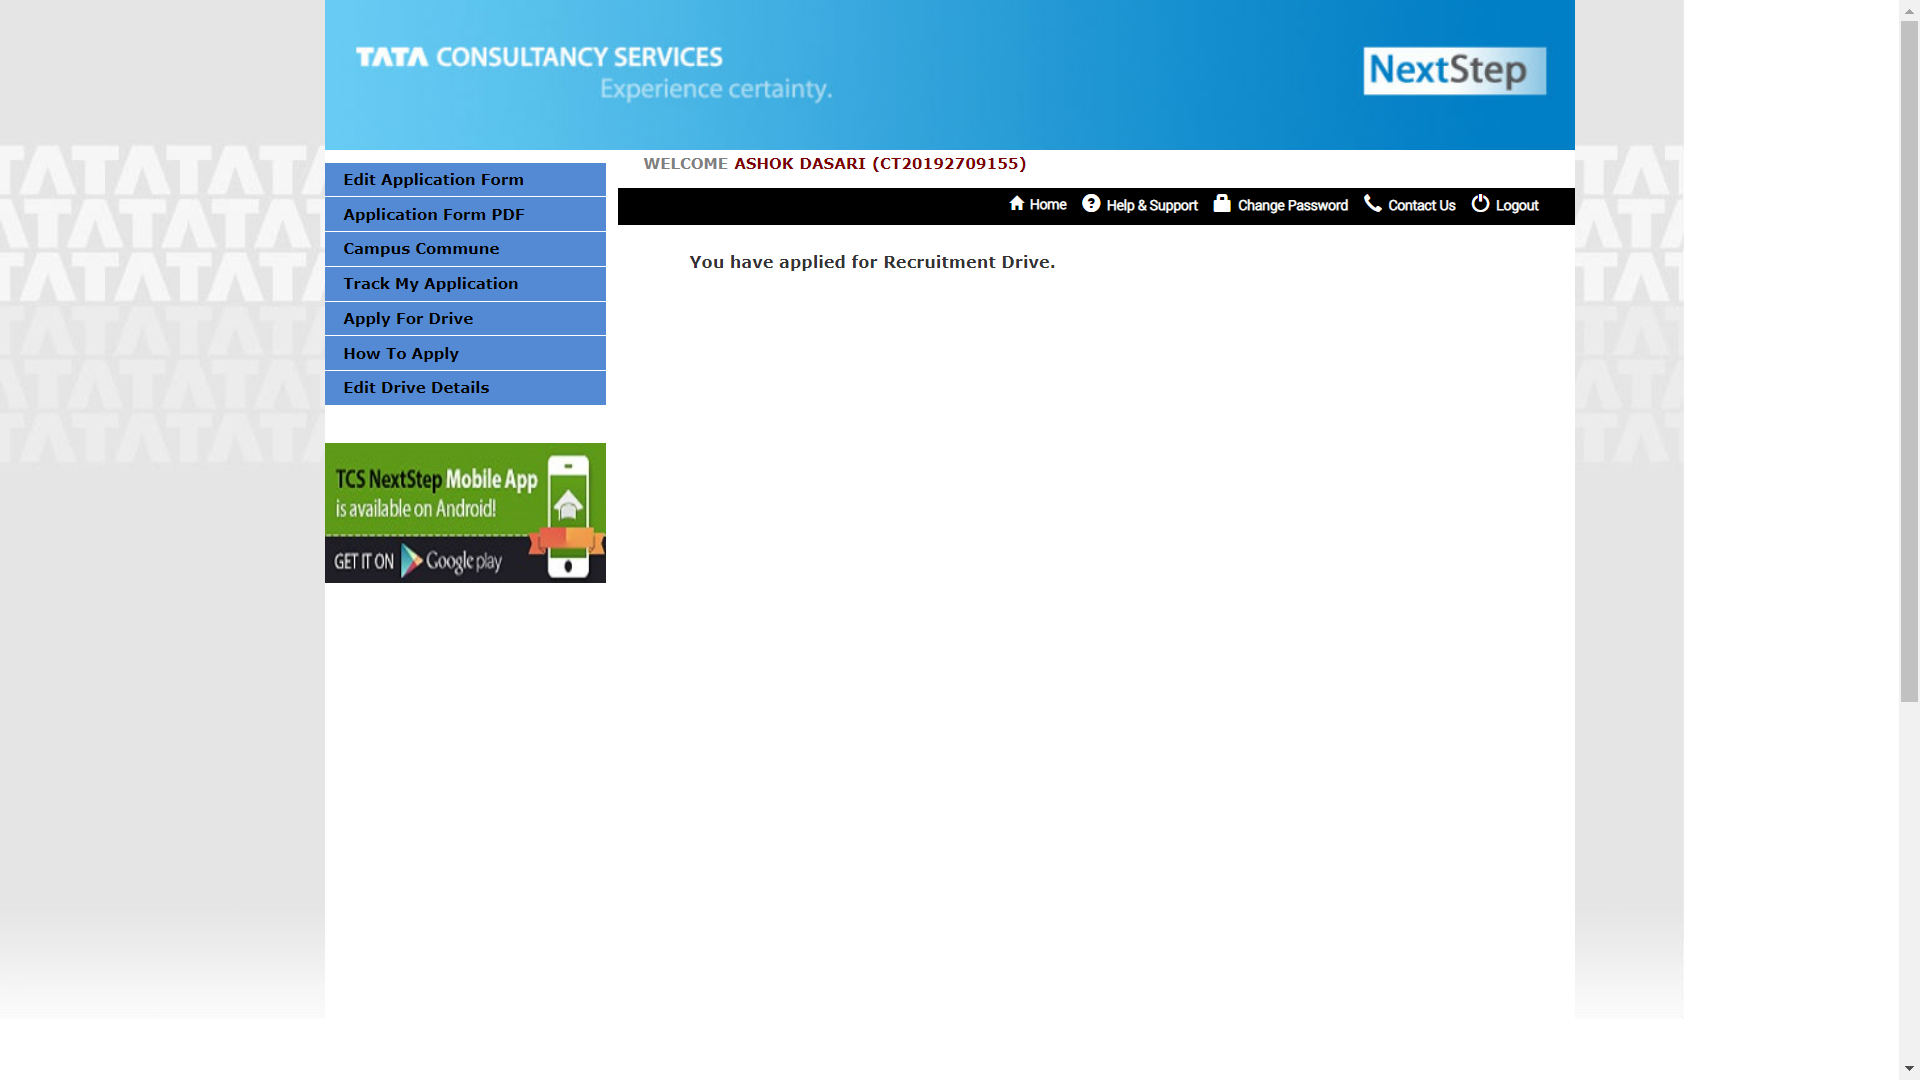 TATA CONSULTANCY SERVICES
Experience certainty.
NextStep
WELCOME ASHOK DASARI (CT20192709155)
Home Help & Support Change Password Contact Us Logout
Edit Application Form
Application Form PDF
Campus Commune
Track My Application
Apply For Drive
How To Apply
Edit Drive Details
You have applied for Recruitment Drive.
TCS NextStep Mobile App
is available on Android!
GET IT ON Google play